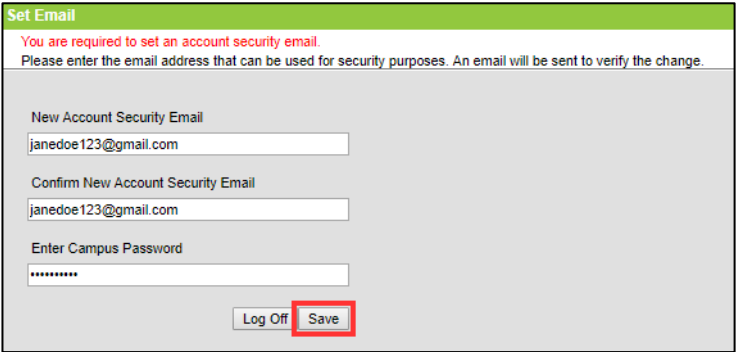 Set Email
You are required to set an account security email.
Please enter the email address that can be used for security purposes. An email will be sent to verify the change.
New Account Security Email
janedoe123@gmail.com
Confirm New Account Security Email
janedoe123@gmail.com
Enter Campus Password
••••••••••
Log Off Save